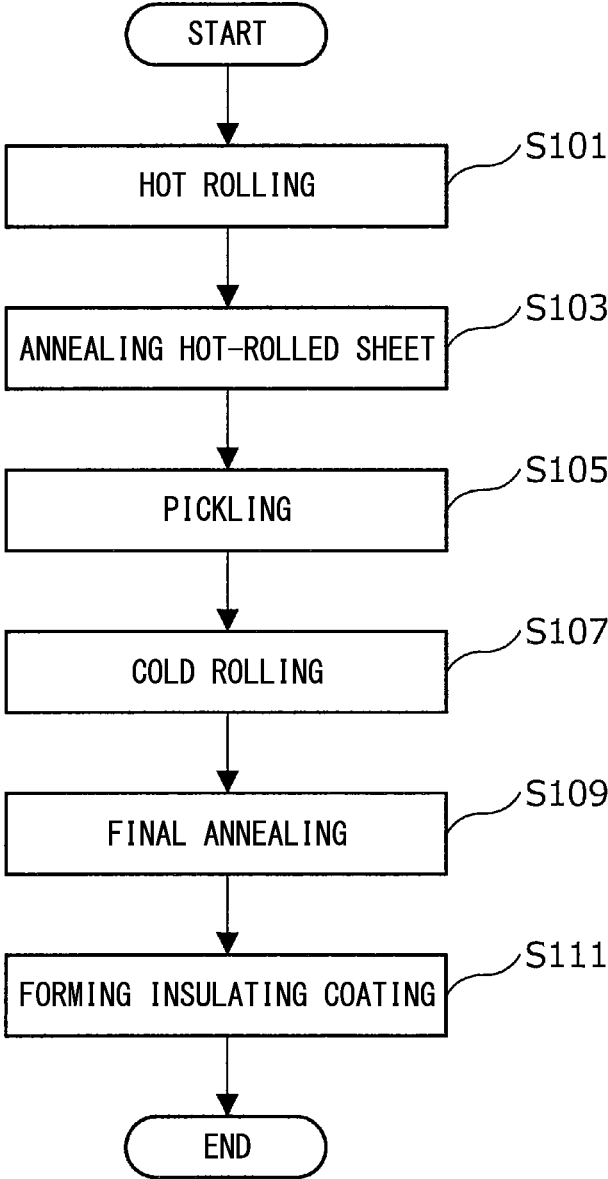 START
HOT ROLLING
S101
ANNEALING HOT-ROLLED SHEET
S103
PICKLING
S105
COLD ROLLING
S107
FINAL ANNEALING
S109
FORMING INSULATING COATING
S111
END